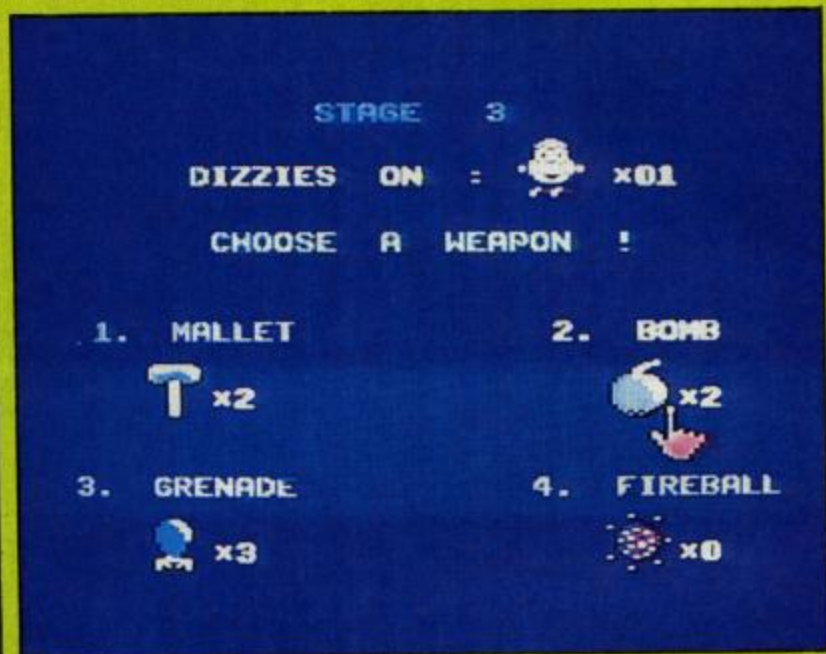 STAGE 3
DIZZIES ON : ×01
CHOOSE A WEAPON !
1. MALLET 2. BOMB
×2 ×2
3. GRENADE 4. FIREBALL
×3 ×0